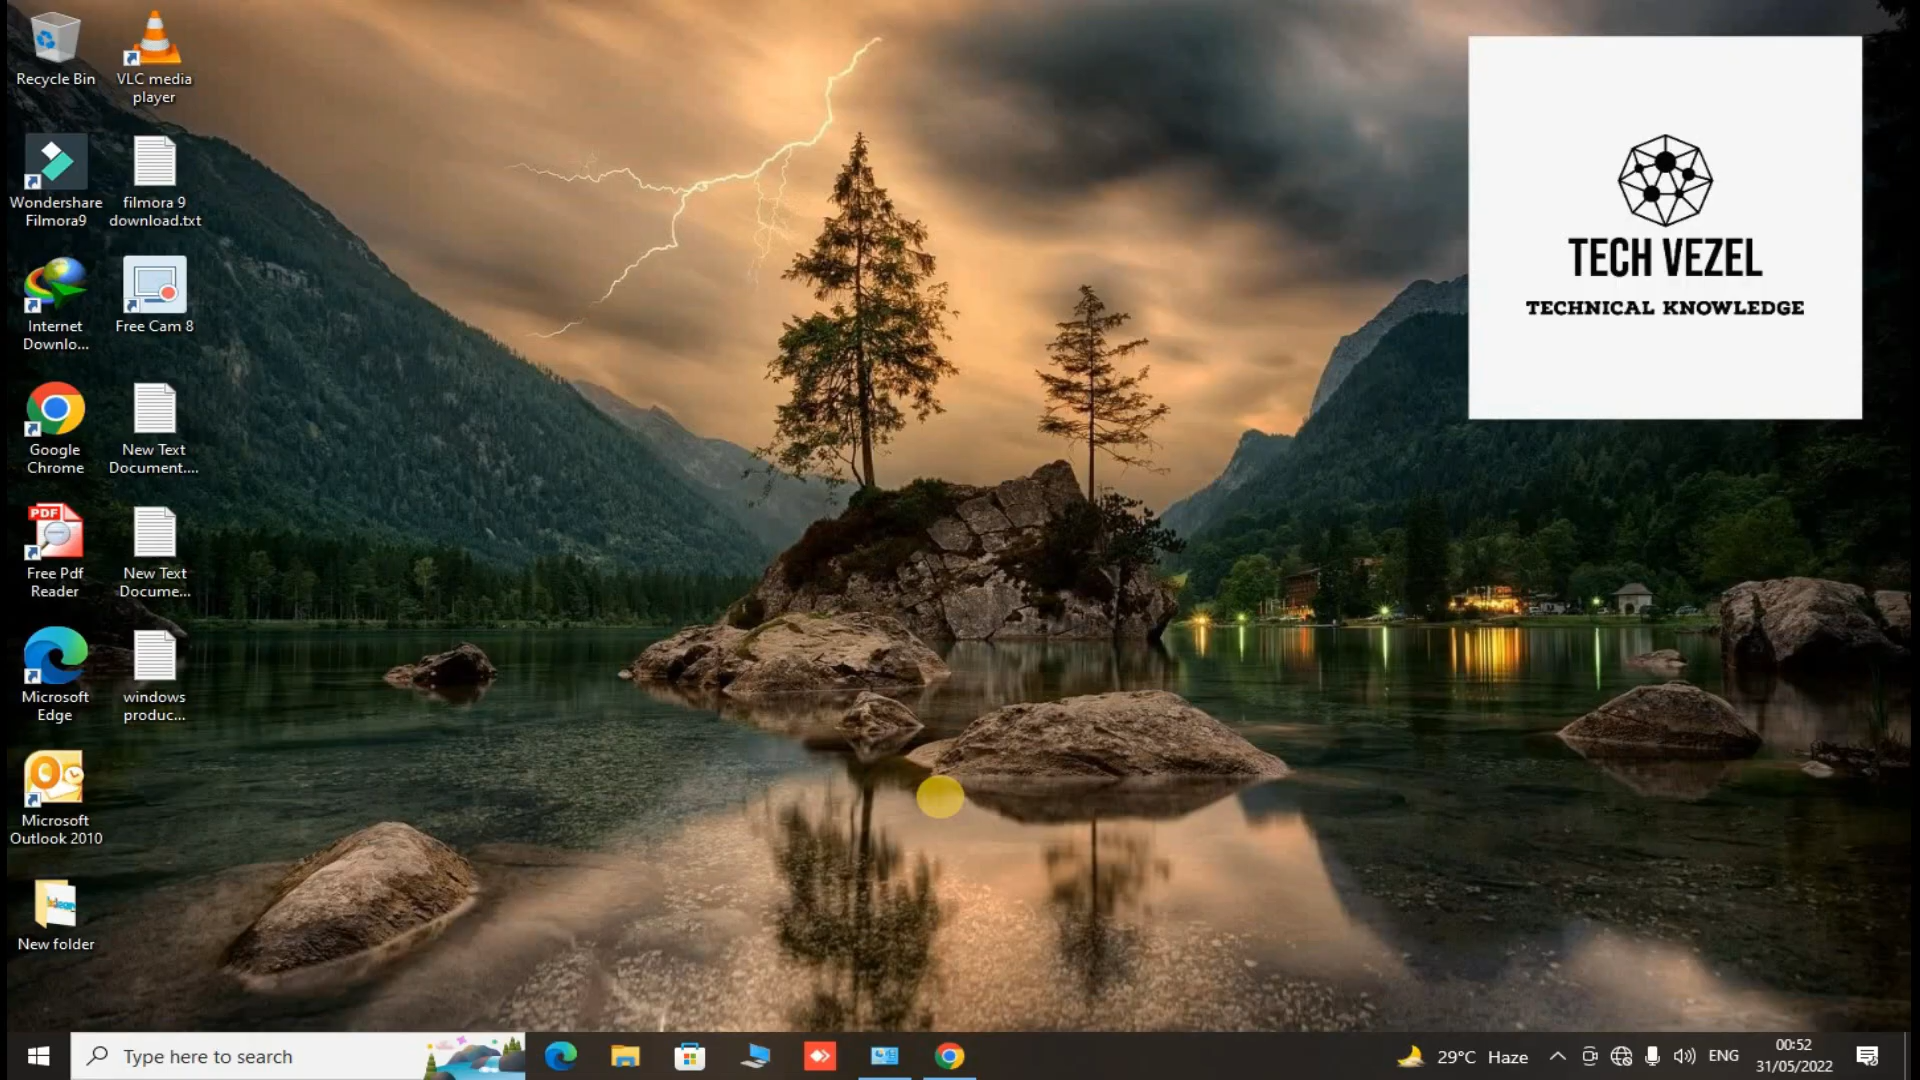 Recycle Bin
VLC media
player
Wondershare
Filmora9
filmora 9
download.txt
Internet
Downlo...
Free Cam 8
Google
Chrome
New Text
Document....
PDF
Free Pdf
Reader
New Text
Docume...
Microsoft
Edge
windows
produc...
Microsoft
Outlook 2010
New folder
TECH VEZEL
TECHNICAL KNOWLEDGE
Type here to search
29°C Haze
ENG
00:52
31/05/2022